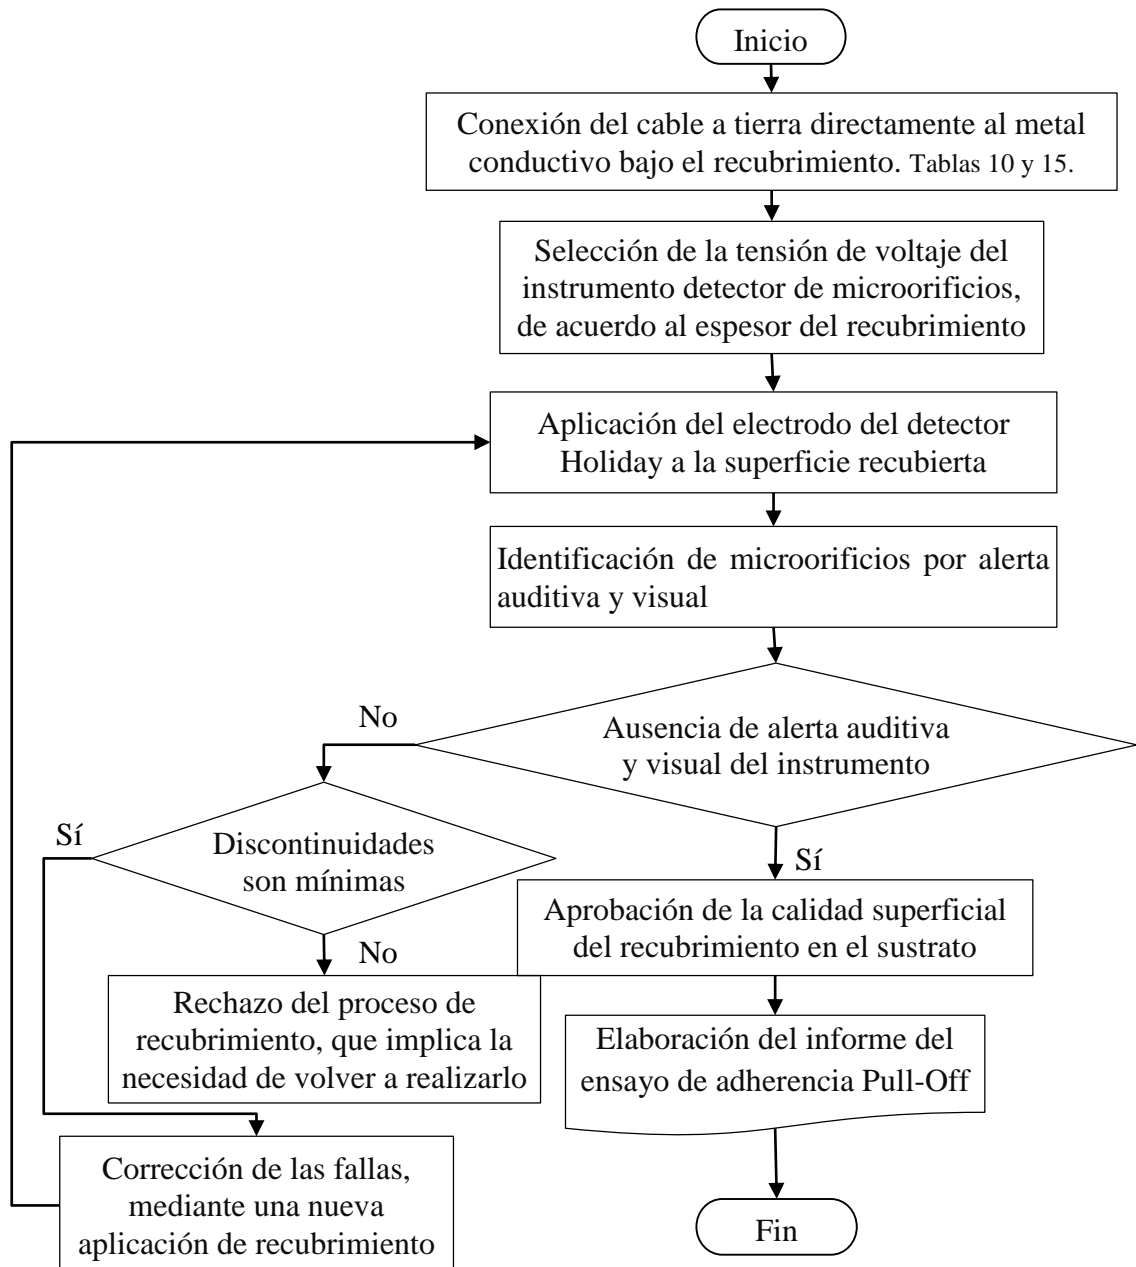 Inicio
Conexión del cable a tierra directamente al metal
conductivo bajo el recubrimiento. Tablas 10 y 15.
Selección de la tensión de voltaje del
instrumento detector de microorificios,
de acuerdo al espesor del recubrimiento
Aplicación del electrodo del detector
Holiday a la superficie recubierta
Identificación de microorificios por alerta
auditiva y visual
No
Ausencia de alerta auditiva
y visual del instrumento
Sí
Discontinuidades
son mínimas
Sí
Aprobación de la calidad superficial
del recubrimiento en el sustrato
No
Rechazo del proceso de
recubrimiento, que implica la
necesidad de volver a realizarlo
Elaboración del informe del
ensayo de adherencia Pull-Off
Corrección de las fallas,
mediante una nueva
aplicación de recubrimiento
Fin